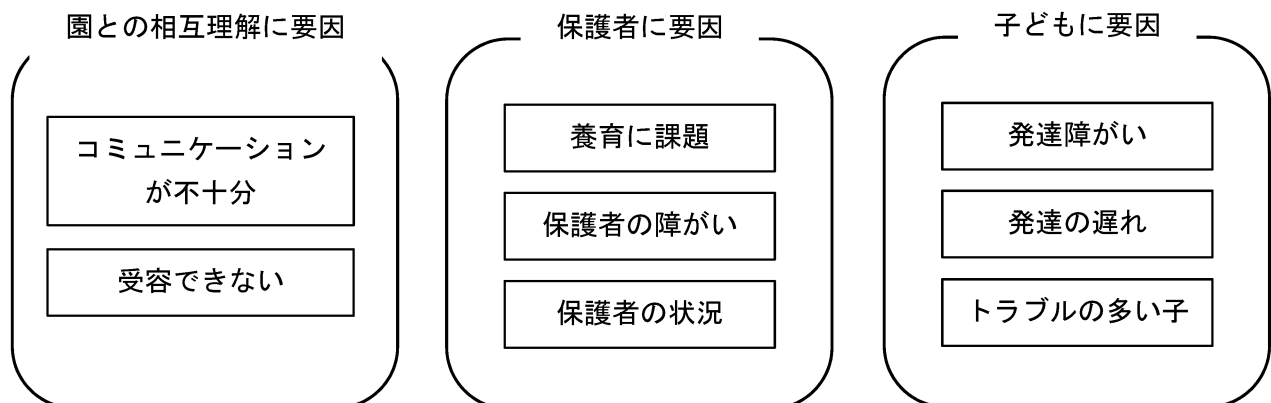 園との相互理解に要因
コミュニケーション
が不十分
受容できない
保護者に要因
養育に課題
保護者の障がい
保護者の状況
子どもに要因
発達障がい
発達の遅れ
トラブルの多い子